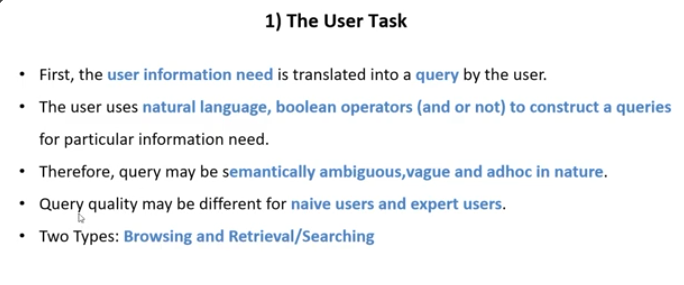 1) The User Task
• First, the user information need is translated into a query by the user.
• The user uses natural language, boolean operators (and or not) to construct a queries
for particular information need.
• Therefore, query may be semantically ambiguous,vague and adhoc in nature.
• Query quality may be different for naive users and expert users.
• Two Types: Browsing and Retrieval/Searching